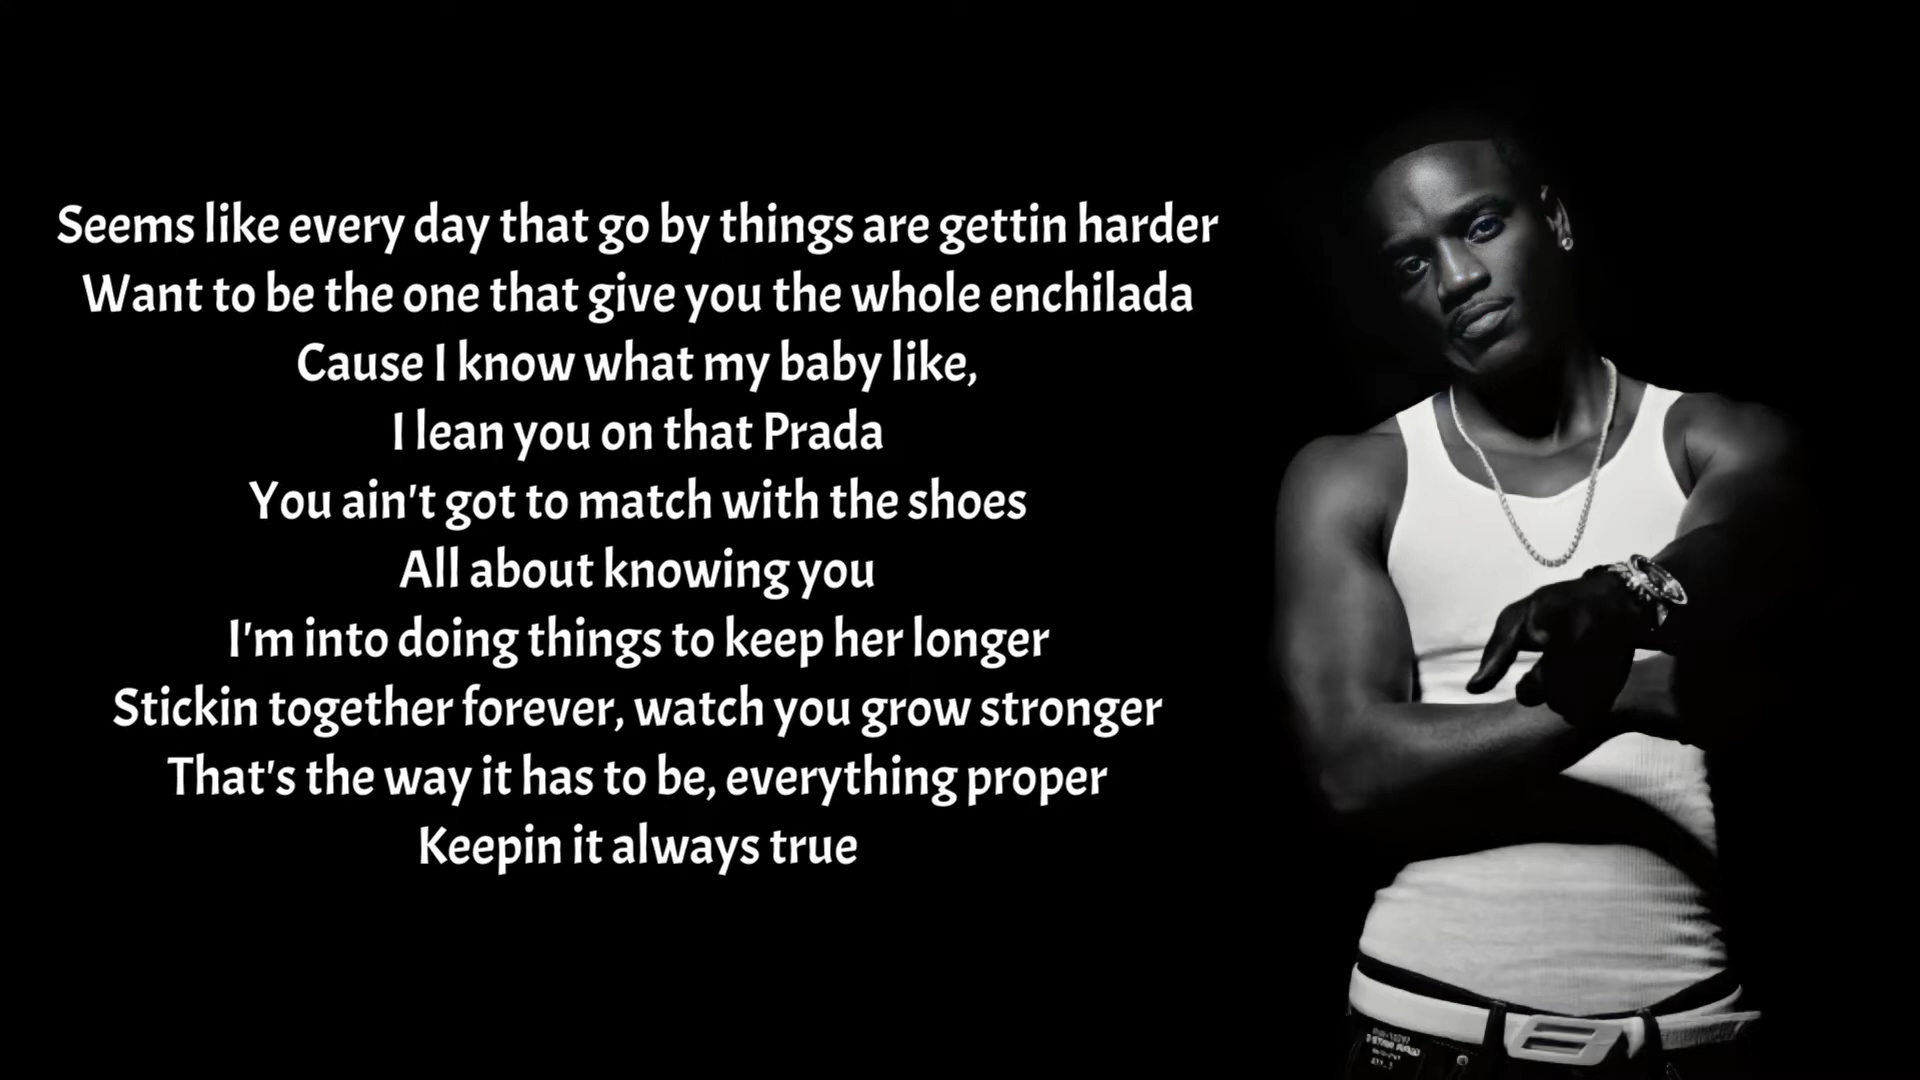 Seems like every day that go by things are gettin harder
Want to be the one that give you the whole enchilada
Cause I know what my baby like,
I lean you on that Prada
You ain't got to match with the shoes
All about knowing you
I'm into doing things to keep her longer
Stickin together forever, watch you grow stronger
That's the way it has to be, everything proper
Keepin it always true